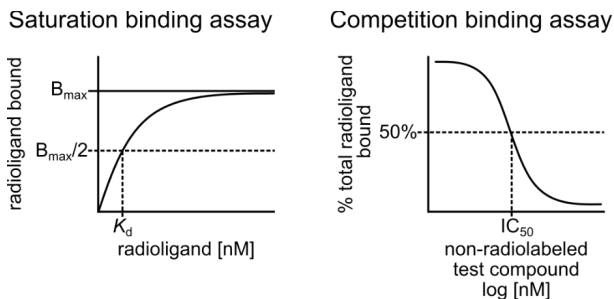 Saturation binding assay
radioligand bound
Bmax
Bmax/2
Kd
radioligand [nM]
Competition binding assay
% total radioligand
bound
50%
IC50
non-radiolabeled
test compound
log [nM]